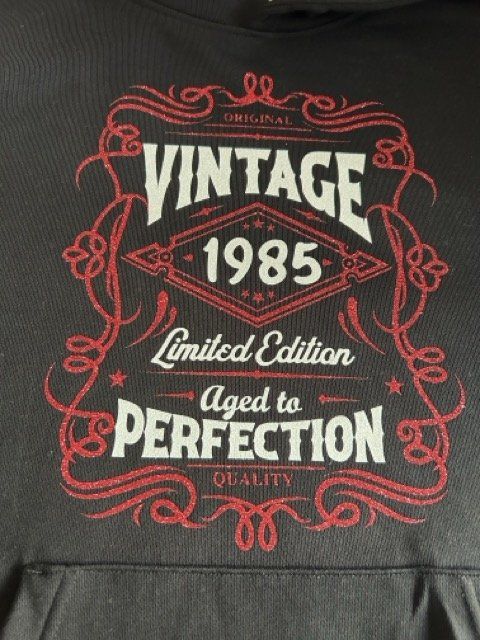 ORIGINAL
VINTAGE
1985
Limited Edition
Aged to
PERFECTION
QUALITY